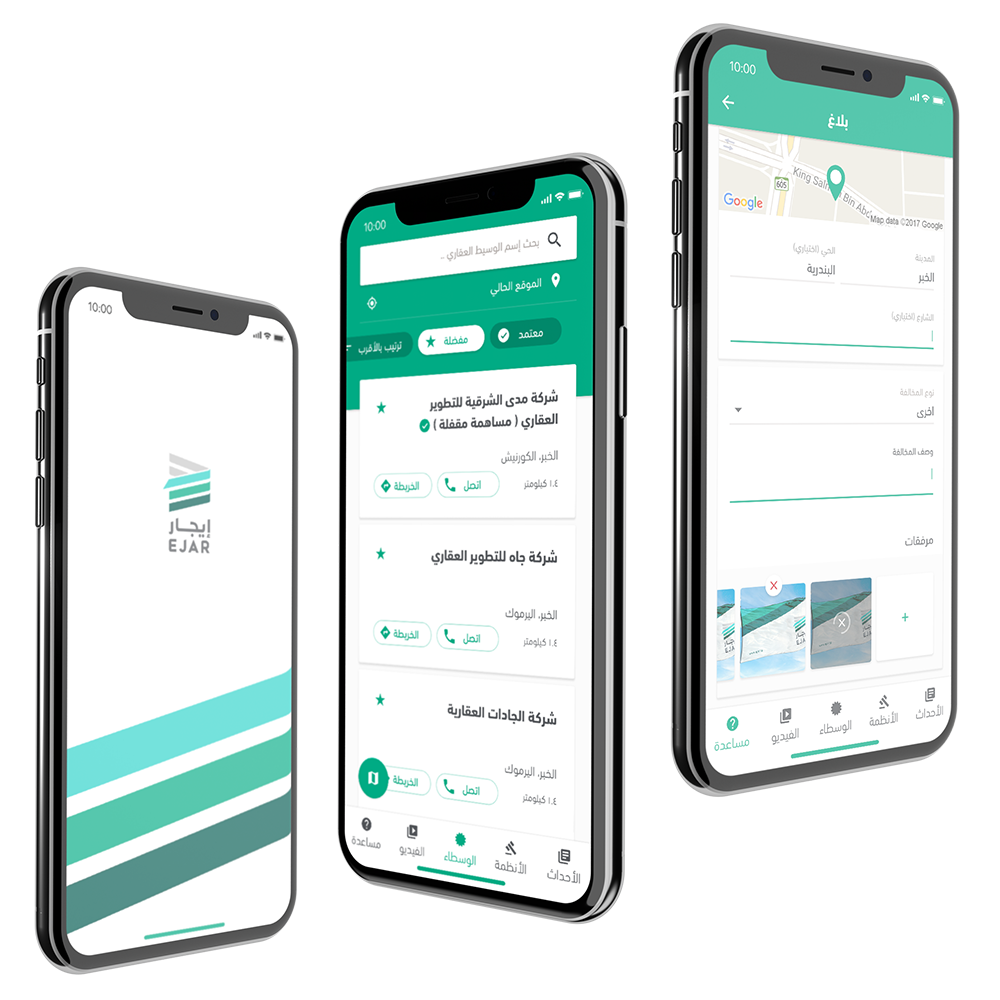 10:00
إيجار
EJAR
10:00
بحث إسم الوسيط العقاري ..
الموقع الحالي
معتمد
مفضلة
ترتيب بالأقرب
شركة مدى الشرقية للتطوير
العقاري ( مساهمة مقفلة )
الخبر، الكورنيش
١.٤ كيلومتر
اتصل
الخريطة
شركة جاه للتطوير العقاري
الخبر، اليرموك
١.٤ كيلومتر
اتصل
الخريطة
شركة الجادات العقارية
الخبر، اليرموك
١.٤ كيلومتر
اتصل
الخريطة
الأحداث
الأنظمة
الوسطاء
الفيديو
مساعدة
10:00
بلاغ
King Salm
Bin Abd
605
Google
Map data ©2017 Google
المدينة
الخبر
الحي (اختياري)
البندرية
الشارع (اختياري)
نوع المخالفة
اخرى
وصف المخالفة
مرفقات
إيجار
EJAR
الأحداث
الأنظمة
الوسطاء
الفيديو
مساعدة